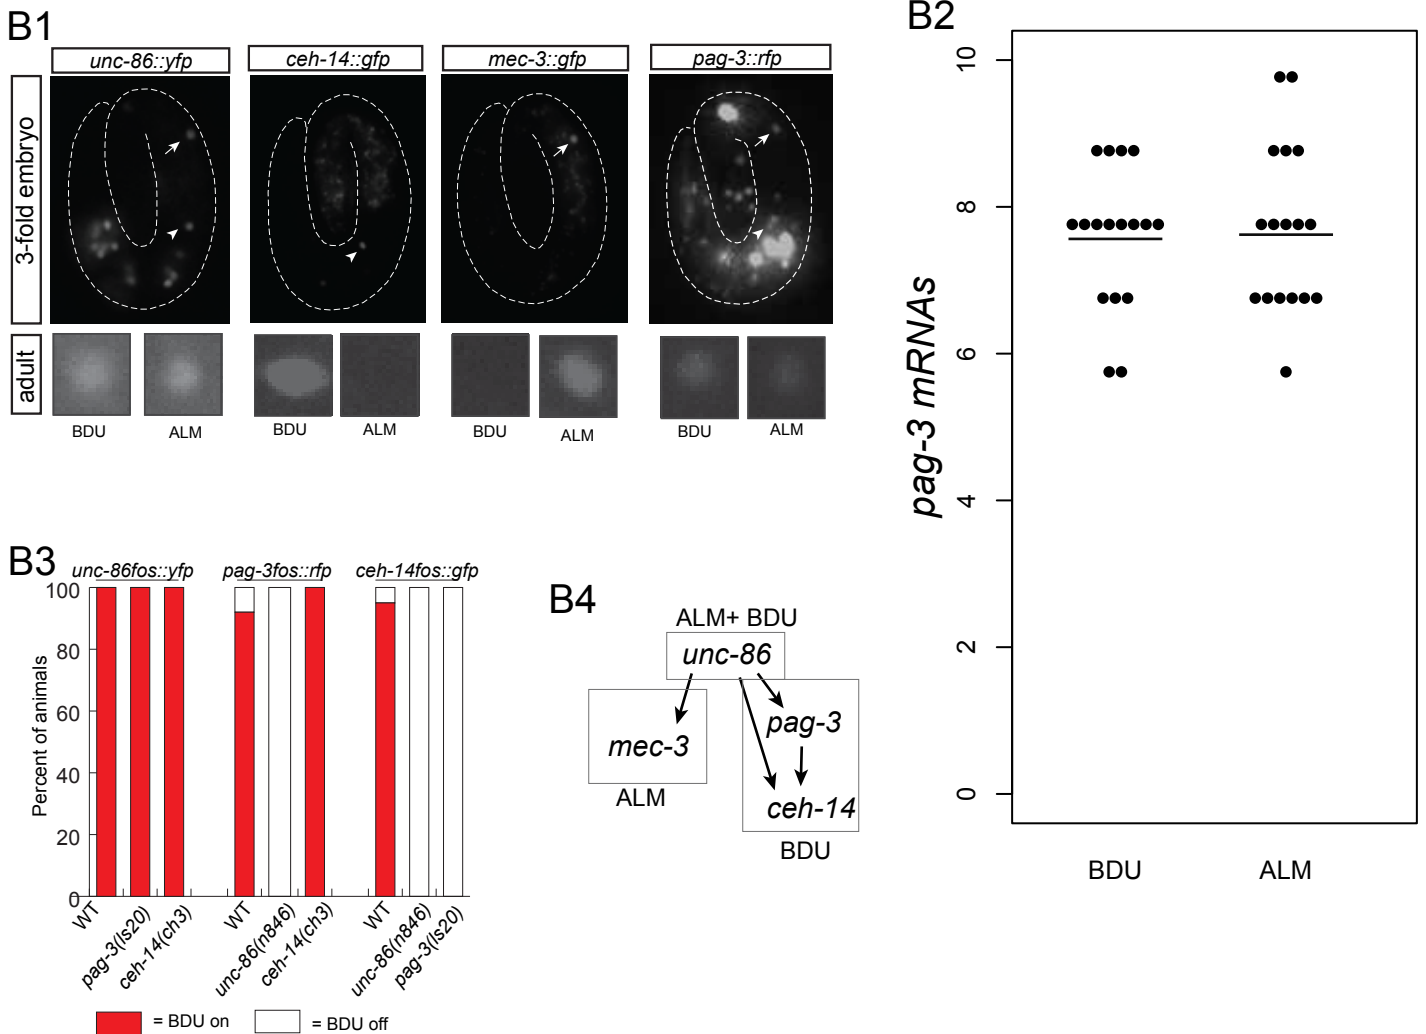 B1
unc-86::yfp
ceh-14::gfp
mec-3::gfp
pag-3::rfp
3-fold embryo
adult
BDU
ALM
BDU
ALM
BDU
ALM
BDU
ALM
B2
pag-3 mRNAs
10
8
6
4
2
0
BDU
ALM
B3
unc-86fos::yfp
pag-3fos::rfp
ceh-14fos::gfp
Percent of animals
100
80
60
40
20
0
WT
pag-3(ls20)
ceh-14(ch3)
WT
unc-86(n846)
ceh-14(ch3)
WT
unc-86(n846)
pag-3(ls20)
= BDU on
= BDU off
B4
ALM+ BDU
unc-86
pag-3
mec-3
ceh-14
ALM
BDU